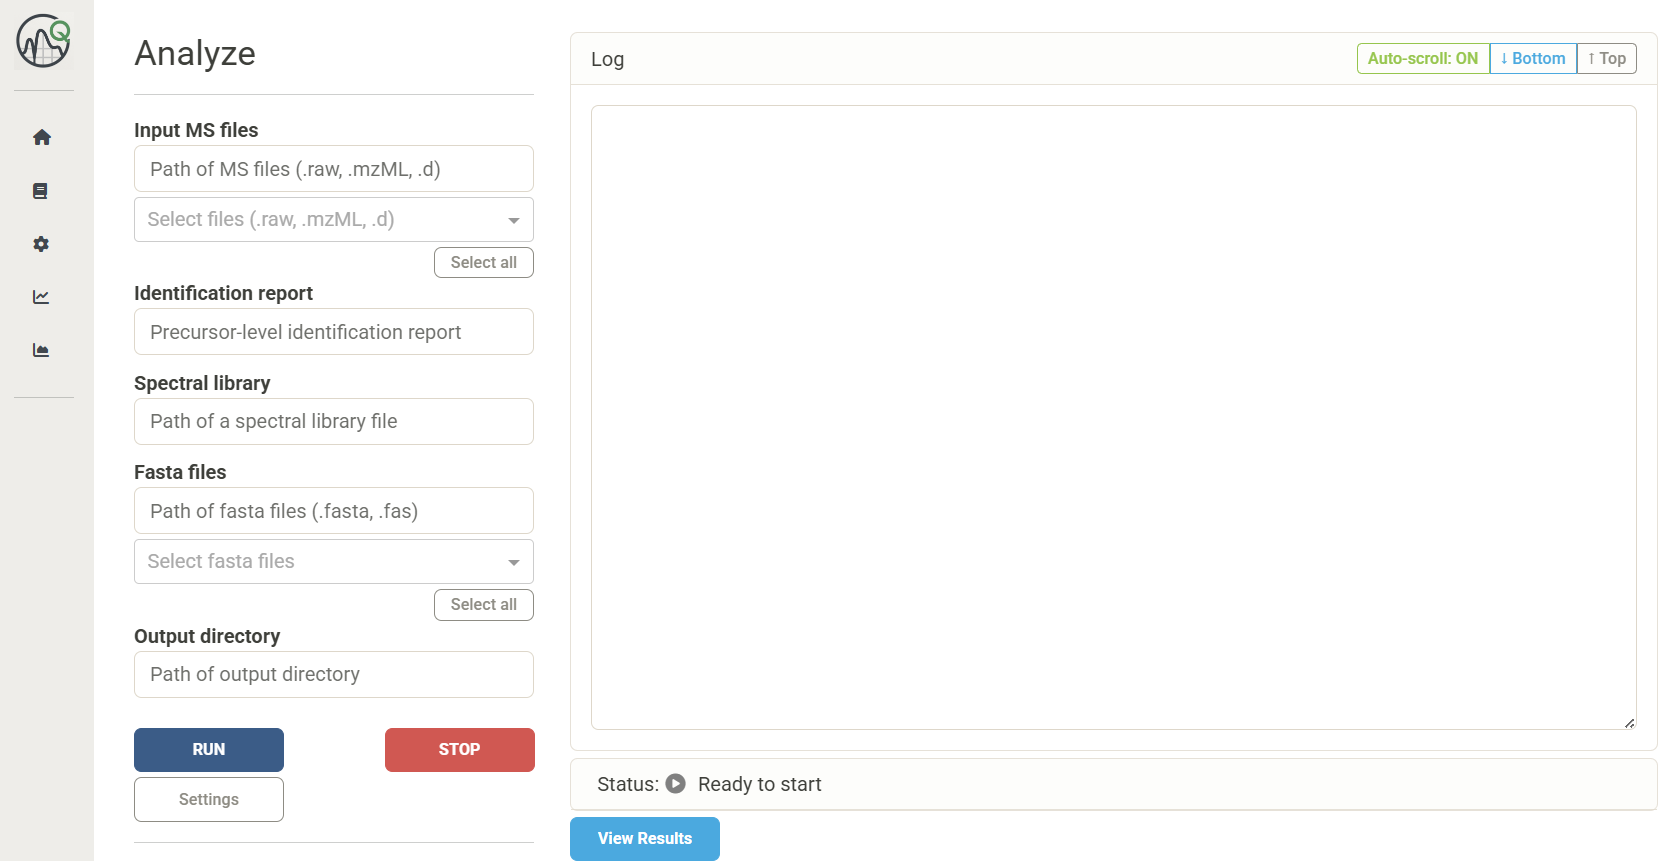 Q
Analyze
Input MS files
Path of MS files (.raw, .mzML, .d)
Select files (.raw, .mzML, .d)
Select all
Identification report
Precursor-level identification report
Spectral library
Path of a spectral library file
Fasta files
Path of fasta files (.fasta, .fas)
Select fasta files
Select all
Output directory
Path of output directory
RUN
STOP
Settings
Log
Auto-scroll: ON
↓ Bottom
↑ Top
Status: Ready to start
View Results